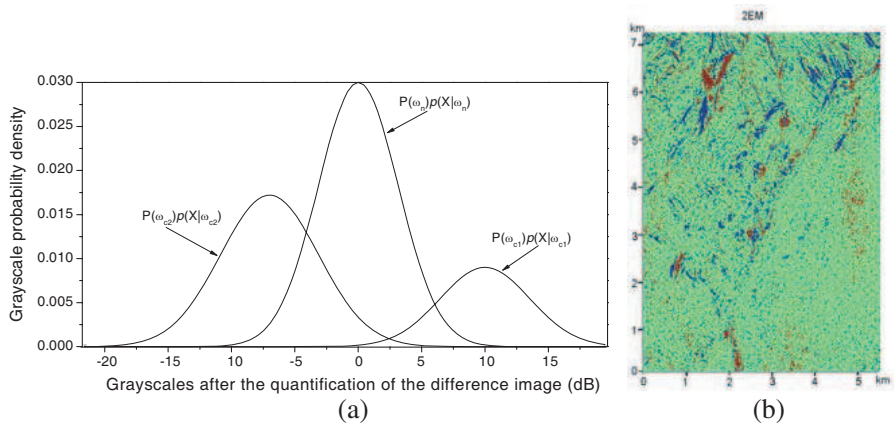 2EM
km
0.030
0.025
0.020
0.015
0.010
0.005
0.000
Grayscale probability density
P(ω_n)p(X|ω_n)
P(ω_c2)p(X|ω_c2)
P(ω_c1)p(X|ω_c1)
-20 -15 -10 -5 0 5 10 15
Grayscales after the quantification of the difference image (dB)
(a)
7
6
5
4
3
2
1
0
0 1 2 3 4 5
km
(b)